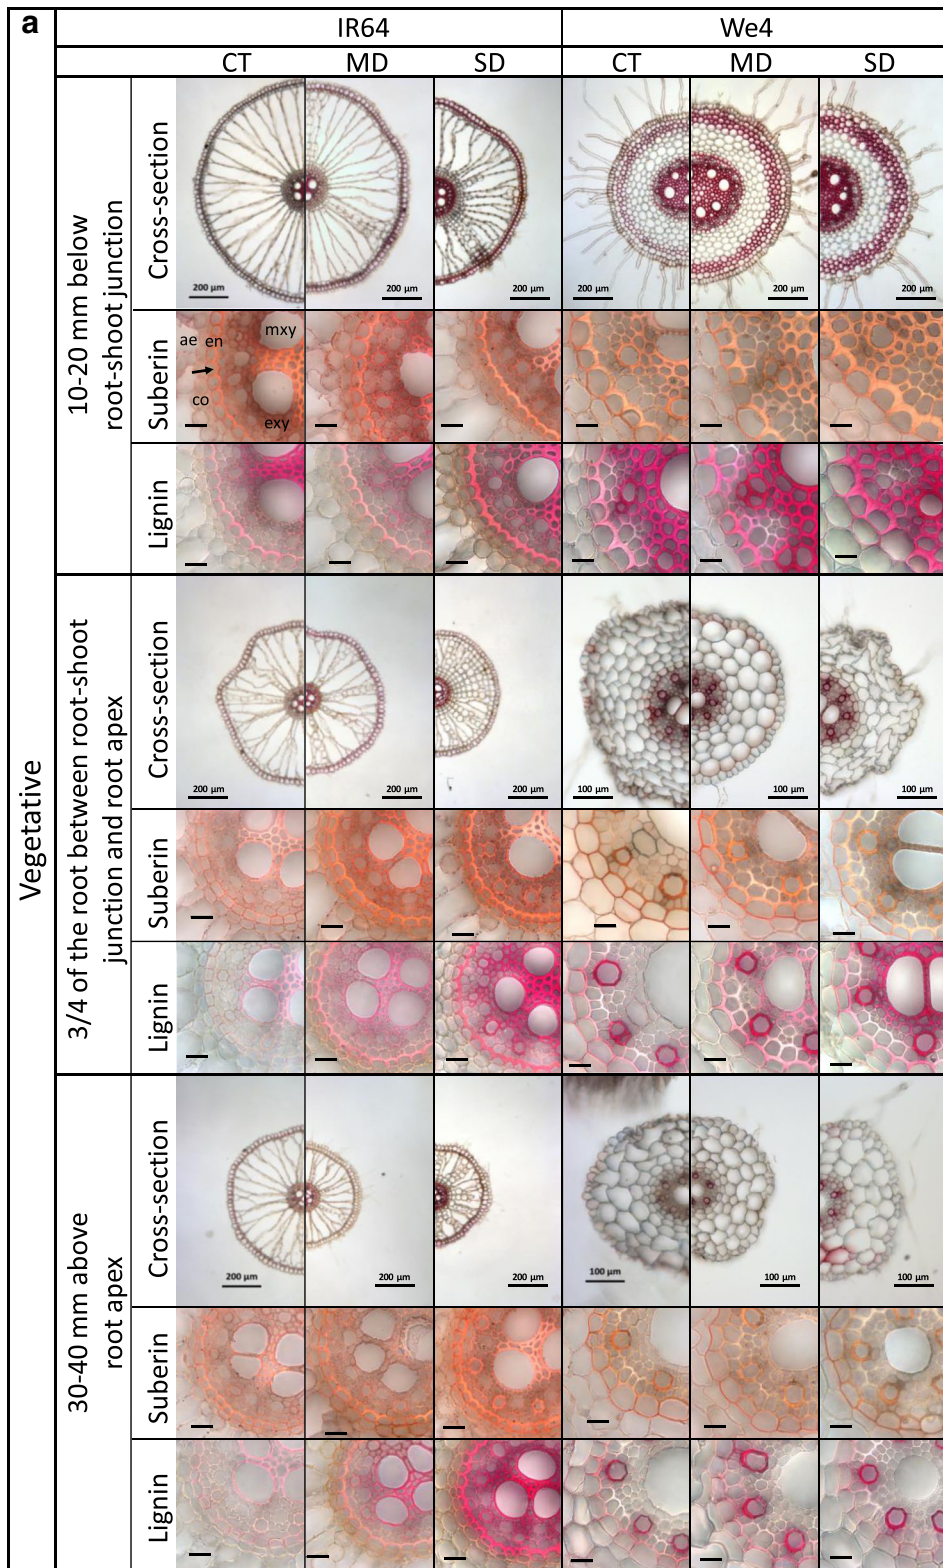 a
IR64
We4
CT
MD
SD
CT
MD
SD
Vegetative
10-20 mm below
root-shoot junction
Cross-section
200 µm
200 µm
200 µm
200 µm
200 µm
200 µm
Suberin
ae
en
mxy
co
exy
Lignin
3/4 of the root between root-shoot
junction and root apex
Cross-section
200 µm
200 µm
100 µm
100 µm
100 µm
Suberin
Lignin
30-40 mm above
root apex
Cross-section
200 µm
200 µm
200 µm
100 µm
100 µm
100 µm
Suberin
Lignin